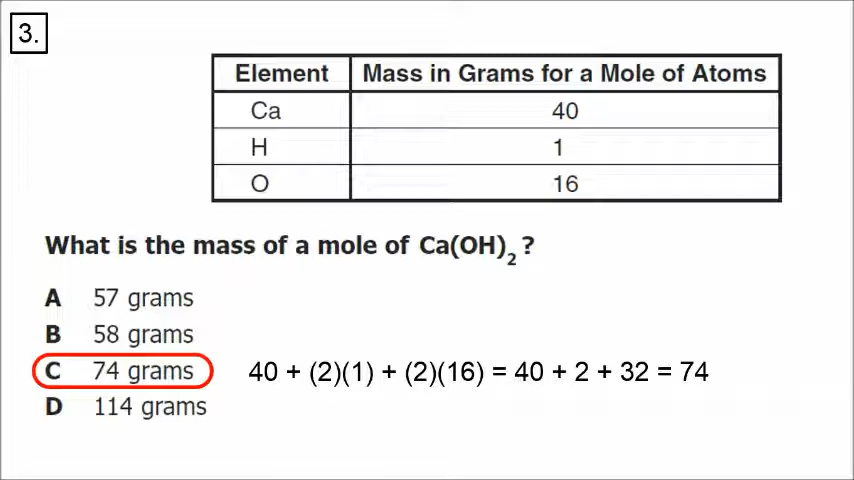 3.
Element Mass in Grams for a Mole of Atoms
Ca 40
H 1
O 16
What is the mass of a mole of Ca(OH)₂ ?
A 57 grams
B 58 grams
C 74 grams 40 + (2)(1) + (2)(16) = 40 + 2 + 32 = 74
D 114 grams